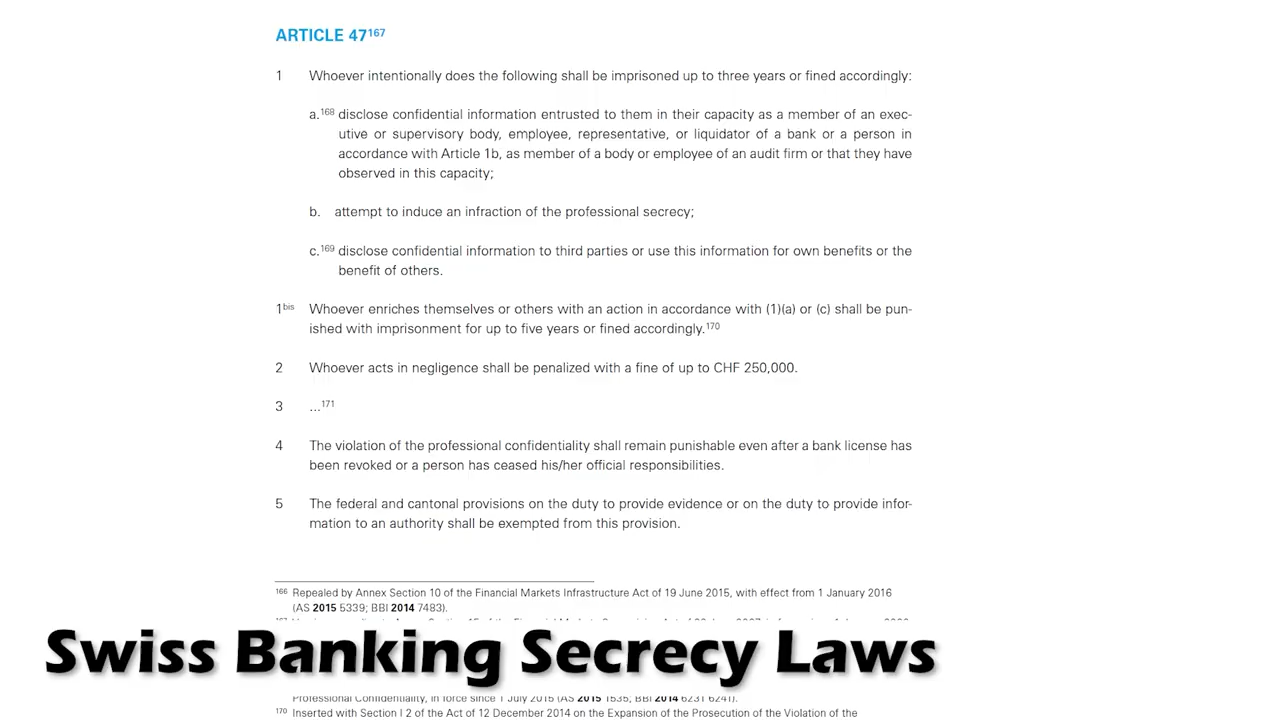 ARTICLE 47¹⁶⁷
1 Whoever intentionally does the following shall be imprisoned up to three years or fined accordingly:
a.¹⁶⁸ disclose confidential information entrusted to them in their capacity as a member of an exec-
utive or supervisory body, employee, representative, or liquidator of a bank or a person in
accordance with Article 1b, as member of a body or employee of an audit firm or that they have
observed in this capacity;
b. attempt to induce an infraction of the professional secrecy;
c.¹⁶⁹ disclose confidential information to third parties or use this information for own benefits or the
benefit of others.
1ᵇⁱˢ Whoever enriches themselves or others with an action in accordance with (1)(a) or (c) shall be pun-
ished with imprisonment for up to five years or fined accordingly.¹⁷⁰
2 Whoever acts in negligence shall be penalized with a fine of up to CHF 250,000.
3 ...¹⁷¹
4 The violation of the professional confidentiality shall remain punishable even after a bank license has
been revoked or a person has ceased his/her official responsibilities.
5 The federal and cantonal provisions on the duty to provide evidence or on the duty to provide infor-
mation to an authority shall be exempted from this provision.
¹⁶⁶ Repealed by Annex Section 10 of the Financial Markets Infrastructure Act of 19 June 2015, with effect from 1 January 2016
(AS 2015 5339; BBl 2014 7483).
Swiss Banking Secrecy Laws
Professional Confidentiality, in force since 1 July 2015 (AS 2015 1535; BBl 2014 6231 6241).
¹⁷⁰ Inserted with Section I 2 of the Act of 12 December 2014 on the Expansion of the Prosecution of the Violation of the